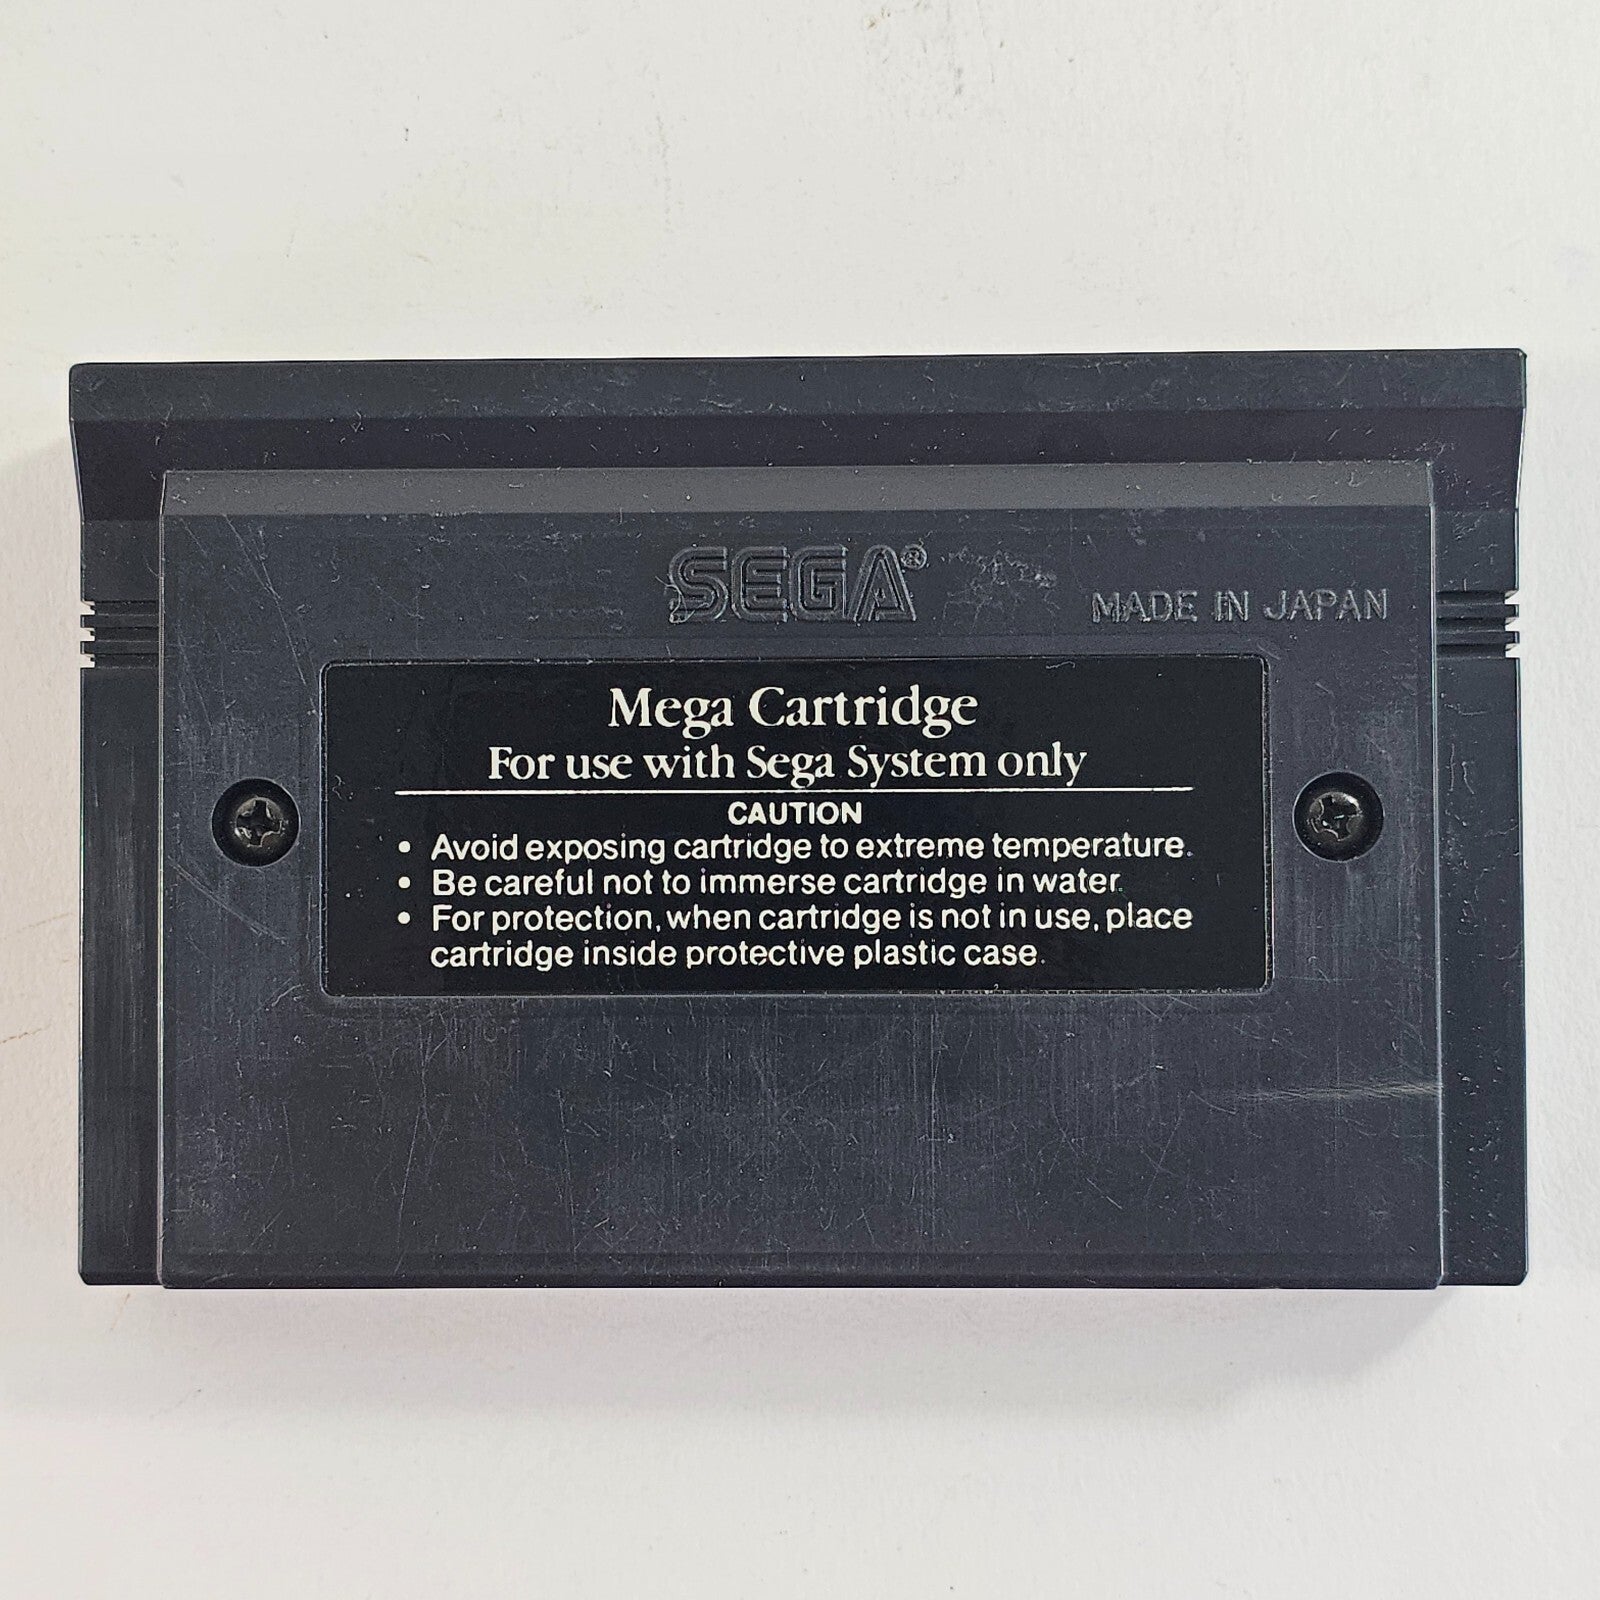 SEGA®
MADE IN JAPAN
Mega Cartridge
For use with Sega System only
CAUTION
• Avoid exposing cartridge to extreme temperature.
• Be careful not to immerse cartridge in water.
• For protection, when cartridge is not in use, place
cartridge inside protective plastic case.